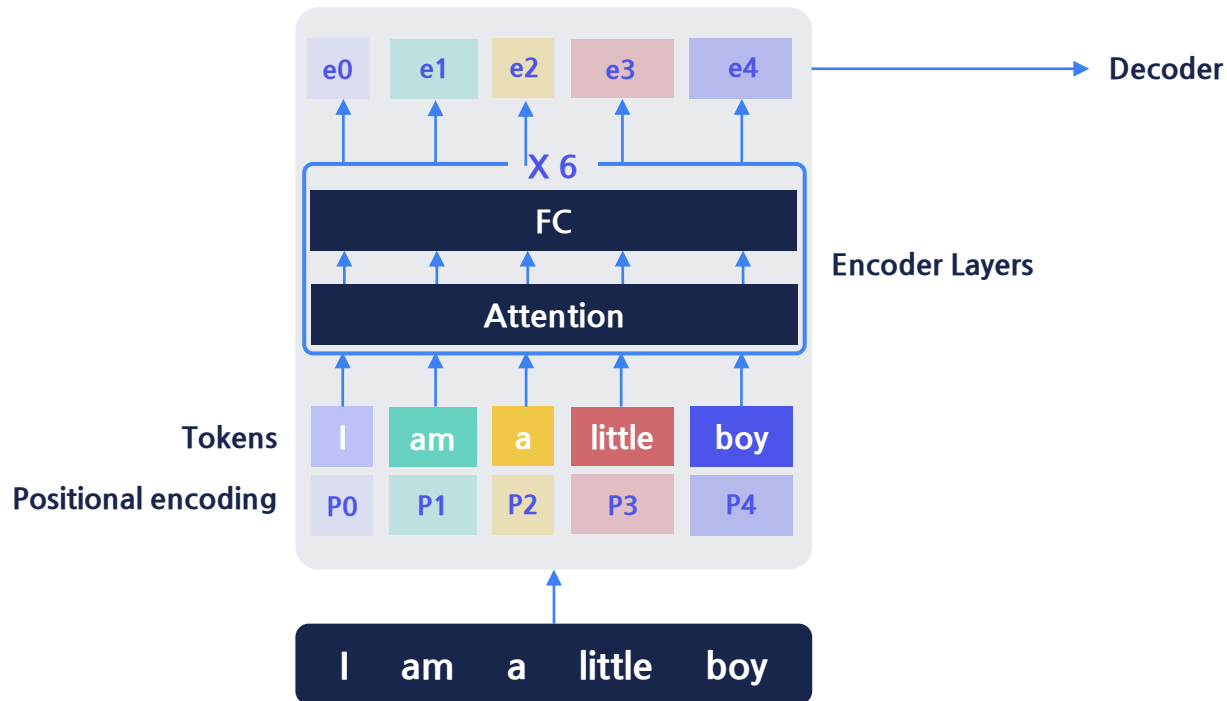 e0 e1 e2 e3 e4 Decoder
X 6
FC
Encoder Layers
Attention
Tokens I am a little boy
Positional encoding P0 P1 P2 P3 P4
I am a little boy